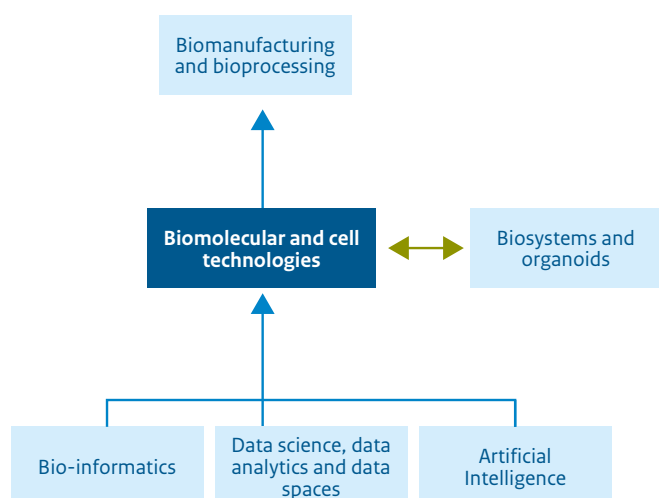 Biomanufacturing
and bioprocessing
Biomolecular and cell
technologies
Biosystems and
organoids
Bio-informatics
Data science, data
analytics and data
spaces
Artificial
Intelligence